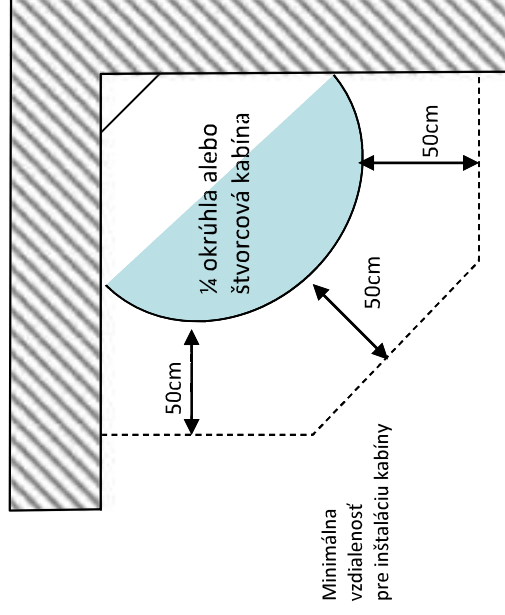 ¼ okrúhla alebo
štvorcová kabína
50cm
50cm
50cm
Minimálna
vzdialenosť
pre inštaláciu kabíny